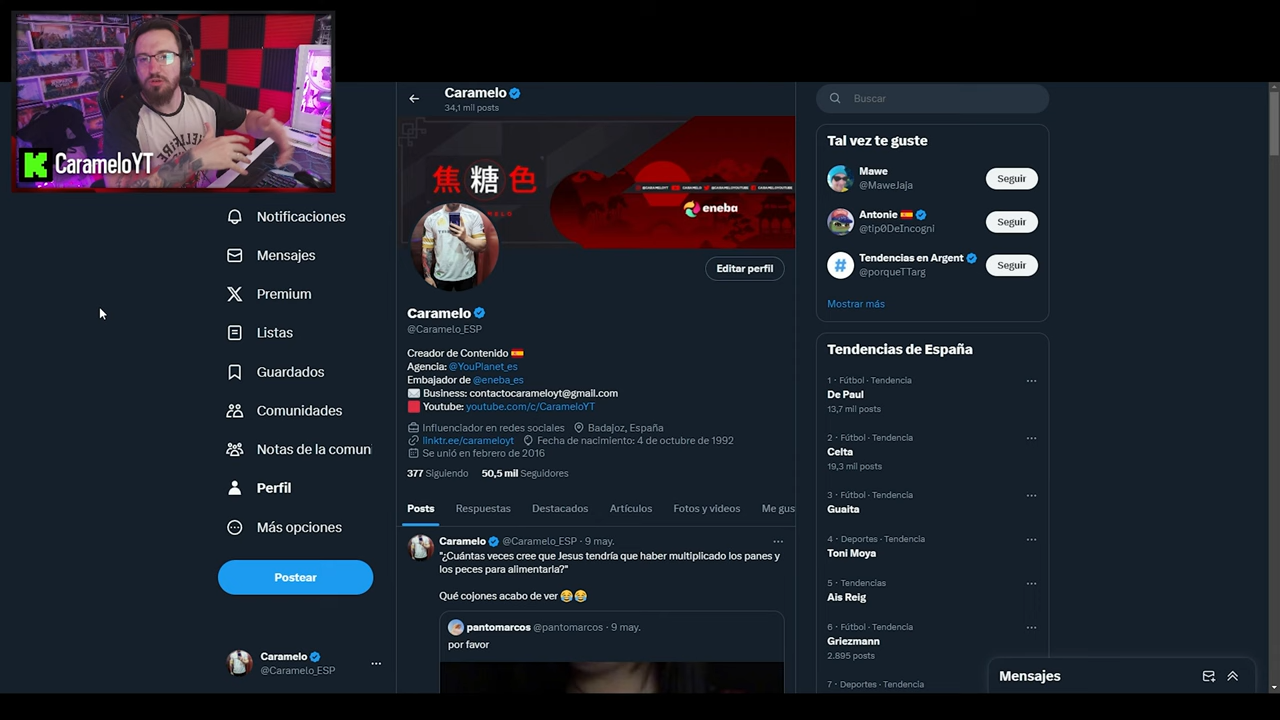 CarameloYT
Notificaciones
Mensajes
Premium
Listas
Guardados
Comunidades
Notas de la comun
Perfil
Más opciones
Postear
Caramelo
@Caramelo_ESP
Caramelo
34,1 mil posts
焦糖色
eneba
Editar perfil
Caramelo
@Caramelo_ESP
Creador de Contenido 🇪🇸
Agencia: @YouPlanet_es
Embajador de @eneba_es
Business: contactocarameloyt@gmail.com
Youtube: youtube.com/c/CarameloYT
Influenciador en redes sociales Badajoz, España
linktr.ee/carameloyt Fecha de nacimiento: 4 de octubre de 1992
Se unió en febrero de 2016
377 Siguiendo 50,5 mil Seguidores
Posts Respuestas Destacados Artículos Fotos y videos Me gus
Caramelo @Caramelo_ESP · 9 may.
"¿Cuántas veces cree que Jesus tendría que haber multiplicado los panes y
los peces para alimentarla?"
Qué cojones acabo de ver 😂😂
pantomarcos @pantomarcos · 9 may.
por favor
Buscar
Tal vez te guste
Mawe
@MaweJaja
Seguir
Antonie 🇪🇸
@tip0DeIncogni
Seguir
Tendencias en Argent
@porqueTTarg
Seguir
Mostrar más
Tendencias de España
1 · Fútbol · Tendencia
De Paul
13,7 mil posts
2 · Fútbol · Tendencia
Celta
19,3 mil posts
3 · Fútbol · Tendencia
Guaita
4 · Deportes · Tendencia
Toni Moya
5 · Tendencias
Ais Reig
6 · Fútbol · Tendencia
Griezmann
2.895 posts
7 · Deportes · Tendencia
Mensajes